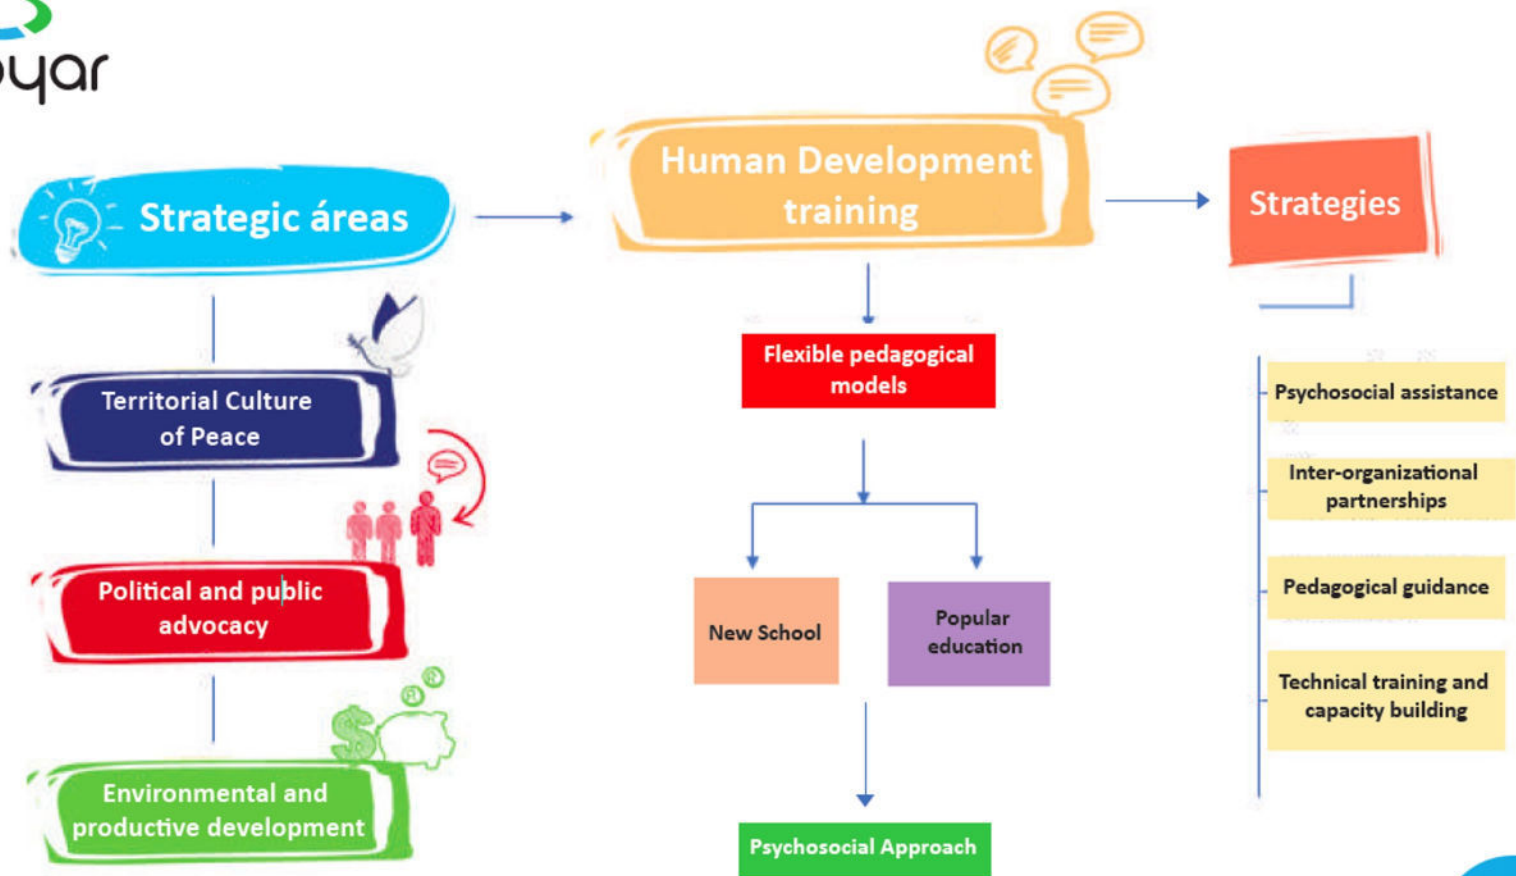 oyar
Strategic áreas
Territorial Culture
of Peace
Political and public
advocacy
Environmental and
productive development
Human Development
training
Flexible pedagogical
models
New School
Popular
education
Psychosocial Approach
Strategies
Psychosocial assistance
Inter-organizational
partnerships
Pedagogical guidance
Technical training and
capacity building